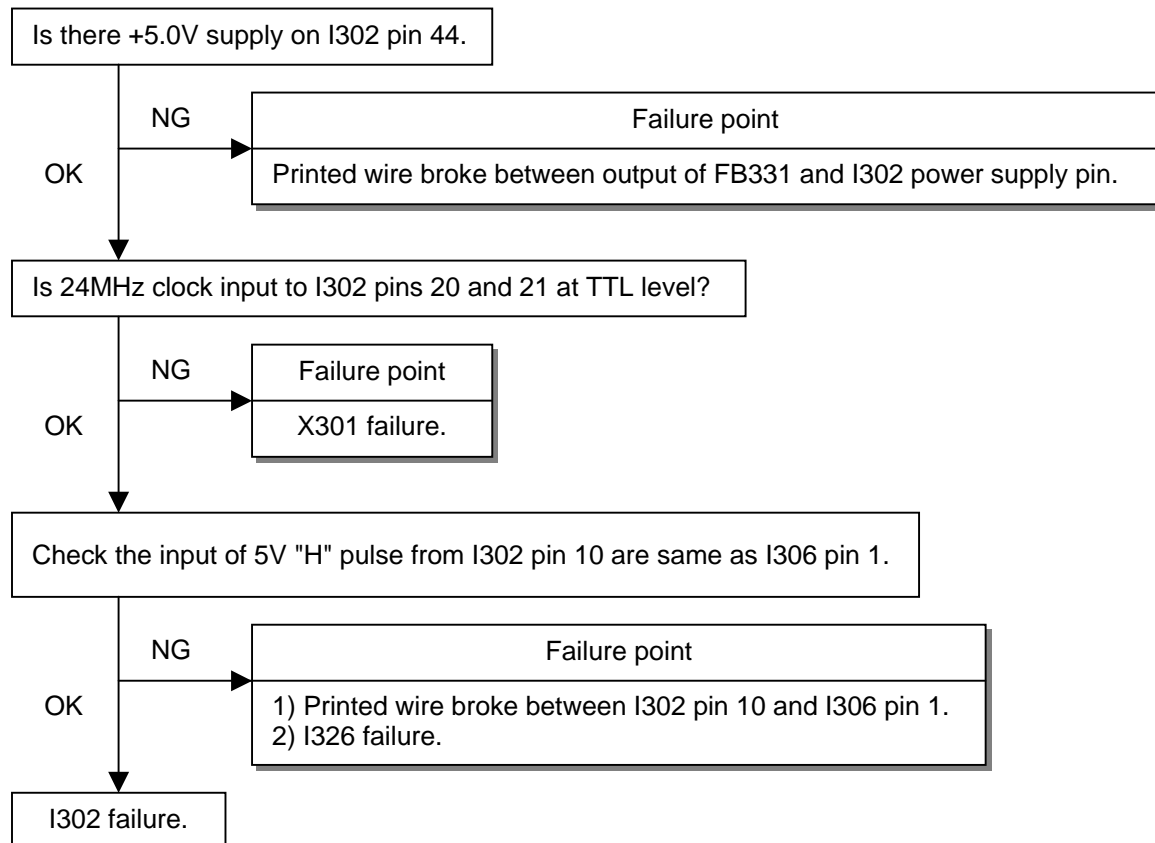 Is there +5.0V supply on I302 pin 44.
NG
Failure point
OK
Printed wire broke between output of FB331 and I302 power supply pin.
Is 24MHz clock input to I302 pins 20 and 21 at TTL level?
NG
Failure point
OK
X301 failure.
Check the input of 5V "H" pulse from I302 pin 10 are same as I306 pin 1.
NG
Failure point
OK
1) Printed wire broke between I302 pin 10 and I306 pin 1.
2) I326 failure.
I302 failure.